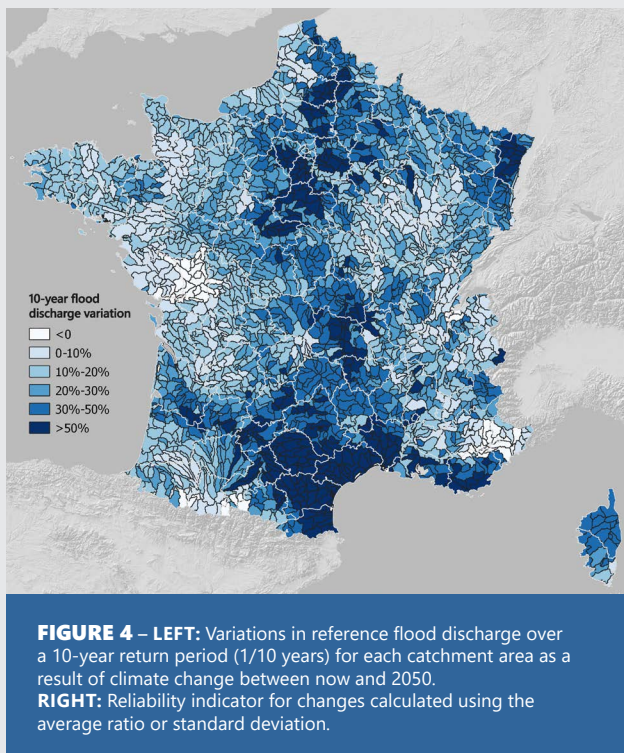 10-year flood
discharge variation
<0
0-10%
10%-20%
20%-30%
30%-50%
>50%
FIGURE 4 – LEFT: Variations in reference flood discharge over
a 10-year return period (1/10 years) for each catchment area as a
result of climate change between now and 2050.
RIGHT: Reliability indicator for changes calculated using the
average ratio or standard deviation.